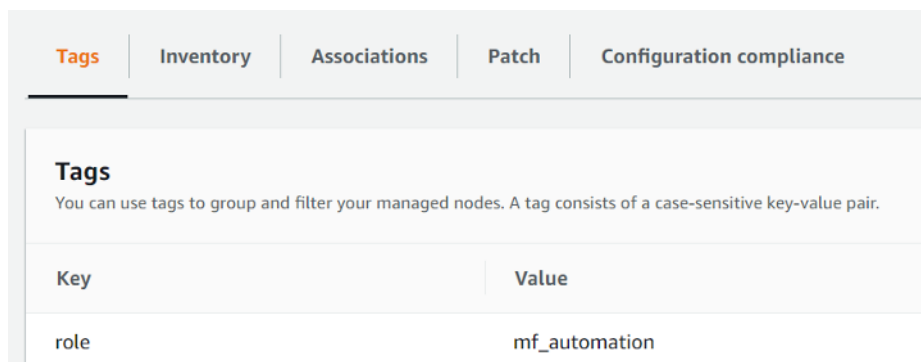 Tags Inventory Associations Patch Configuration compliance
Tags
You can use tags to group and filter your managed nodes. A tag consists of a case-sensitive key-value pair.
Key Value
role mf_automation